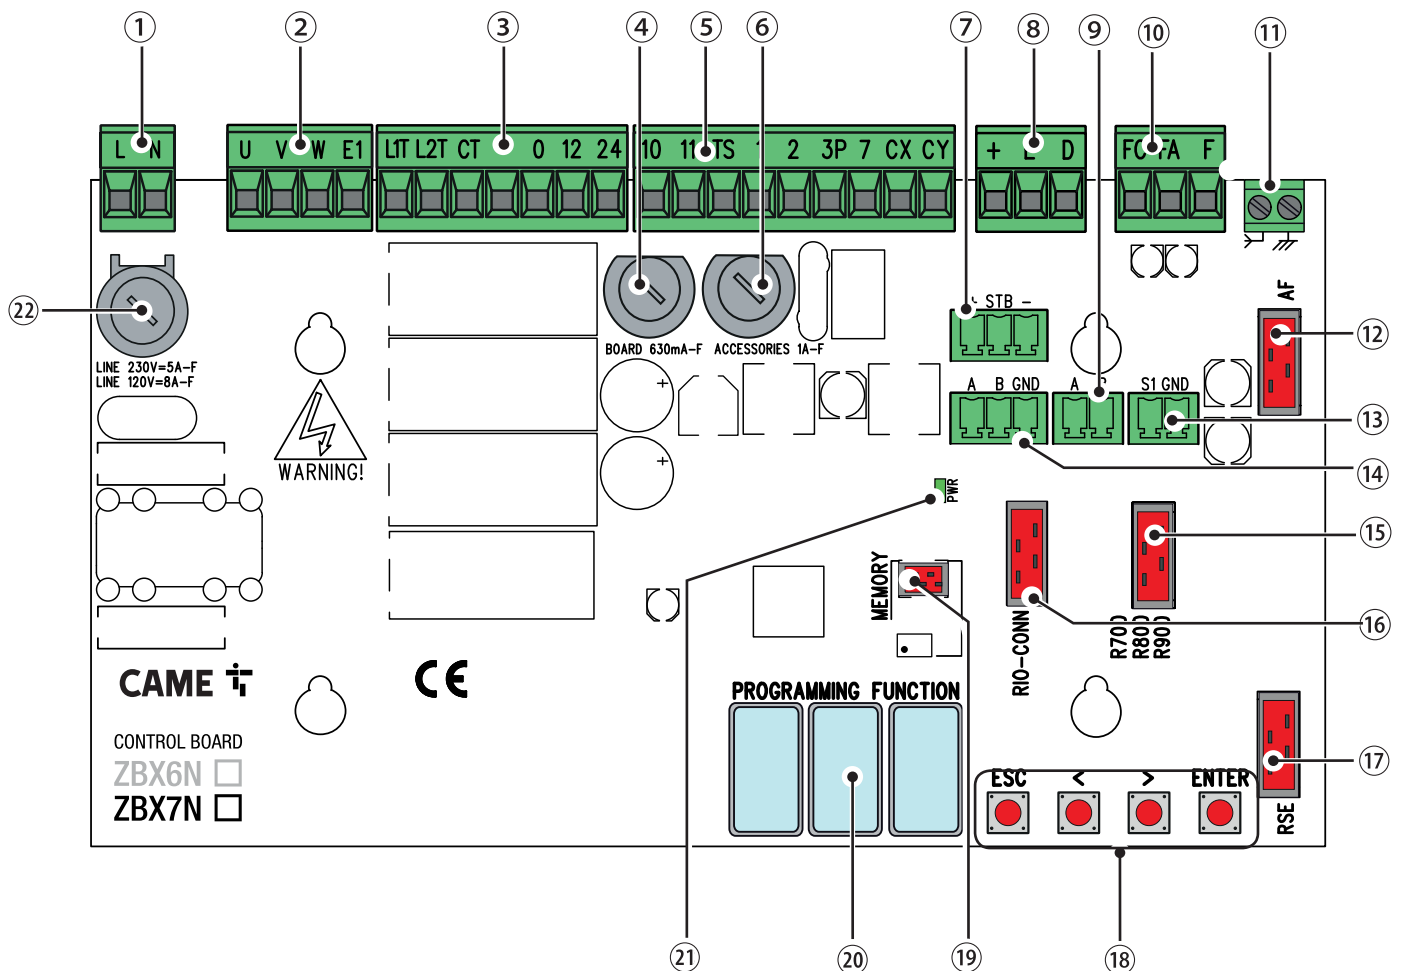 ① ② ③ ④ ⑤ ⑥ ⑦ ⑧ ⑨ ⑩ ⑪
L N
U V W E1
L1T L2T CT 0 12 24
10 11 TS 1 2 3P 7 CX CY
+ E D
FC FA F
㉒
LINE 230V=5A-F
LINE 120V=8A-F
BOARD 630mA-F
ACCESSORIES 1A-F
STB -
AF
⑫
A B GND
A
S1 GND
⑬
⑭
WARNING!
+
+
PWR
⑮
MEMORY
RIO-CONN
R700
R800
R900
⑯
CAME
CE
PROGRAMMING FUNCTION
CONTROL BOARD
ZBX6N
ZBX7N
ESC < > ENTER
RSE
⑰
㉑ ⑳ ⑲ ⑱